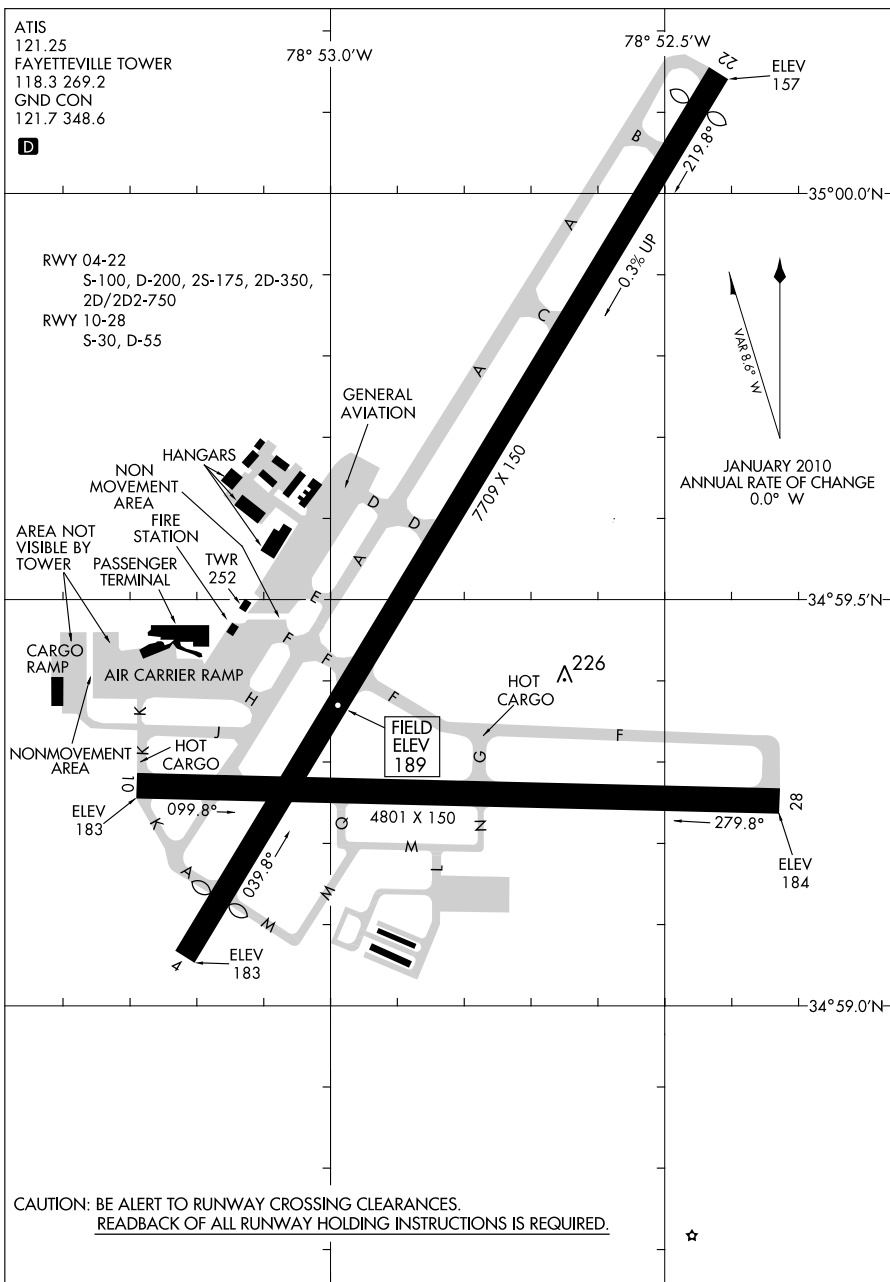 ATIS
121.25
FAYETTEVILLE TOWER
118.3 269.2
GND CON
121.7 348.6
D
78° 53.0'W
78° 52.5'W
22
ELEV
157
B
219.8°
35°00.0'N
A
0.3% UP
RWY 04-22
S-100, D-200, 2S-175, 2D-350,
2D/2D2-750
RWY 10-28
S-30, D-55
C
VAR 8.6° W
A
GENERAL
AVIATION
JANUARY 2010
ANNUAL RATE OF CHANGE
0.0° W
7709 X 150
HANGARS
NON
MOVEMENT
AREA
D
D
FIRE
STATION
AREA NOT
VISIBLE BY
TOWER
PASSENGER
TERMINAL
TWR
252
A
E
34°59.5'N
F
F
CARGO
RAMP
AIR CARRIER RAMP
226
HOT
CARGO
H
F
K
J
FIELD
ELEV
189
F
NONMOVEMENT
AREA
K
HOT
CARGO
G
10
099.8°
4801 X 150
28
279.8°
ELEV
183
K
Q
N
M
ELEV
184
A
039.8°
M
L
M
4
ELEV
183
34°59.0'N
CAUTION: BE ALERT TO RUNWAY CROSSING CLEARANCES.
READBACK OF ALL RUNWAY HOLDING INSTRUCTIONS IS REQUIRED.